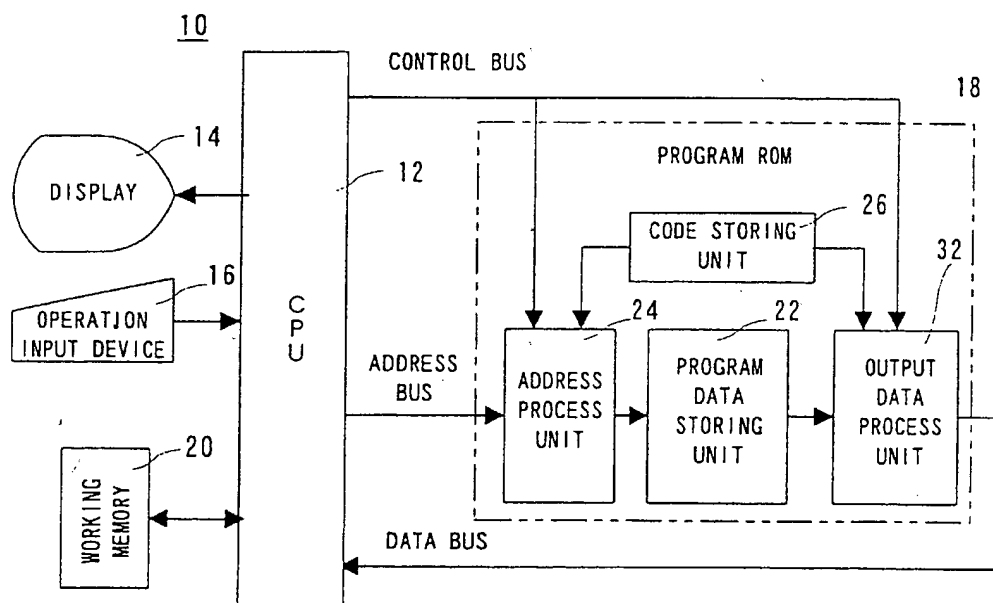 10
CONTROL BUS
18
14
DISPLAY
12
PROGRAM ROM
CODE STORING
UNIT
26
32
16
OPERATION
INPUT DEVICE
CPU
24
22
ADDRESS
BUS
ADDRESS
PROCESS
UNIT
PROGRAM
DATA
STORING
UNIT
OUTPUT
DATA
PROCESS
UNIT
20
WORKING
MEMORY
DATA BUS